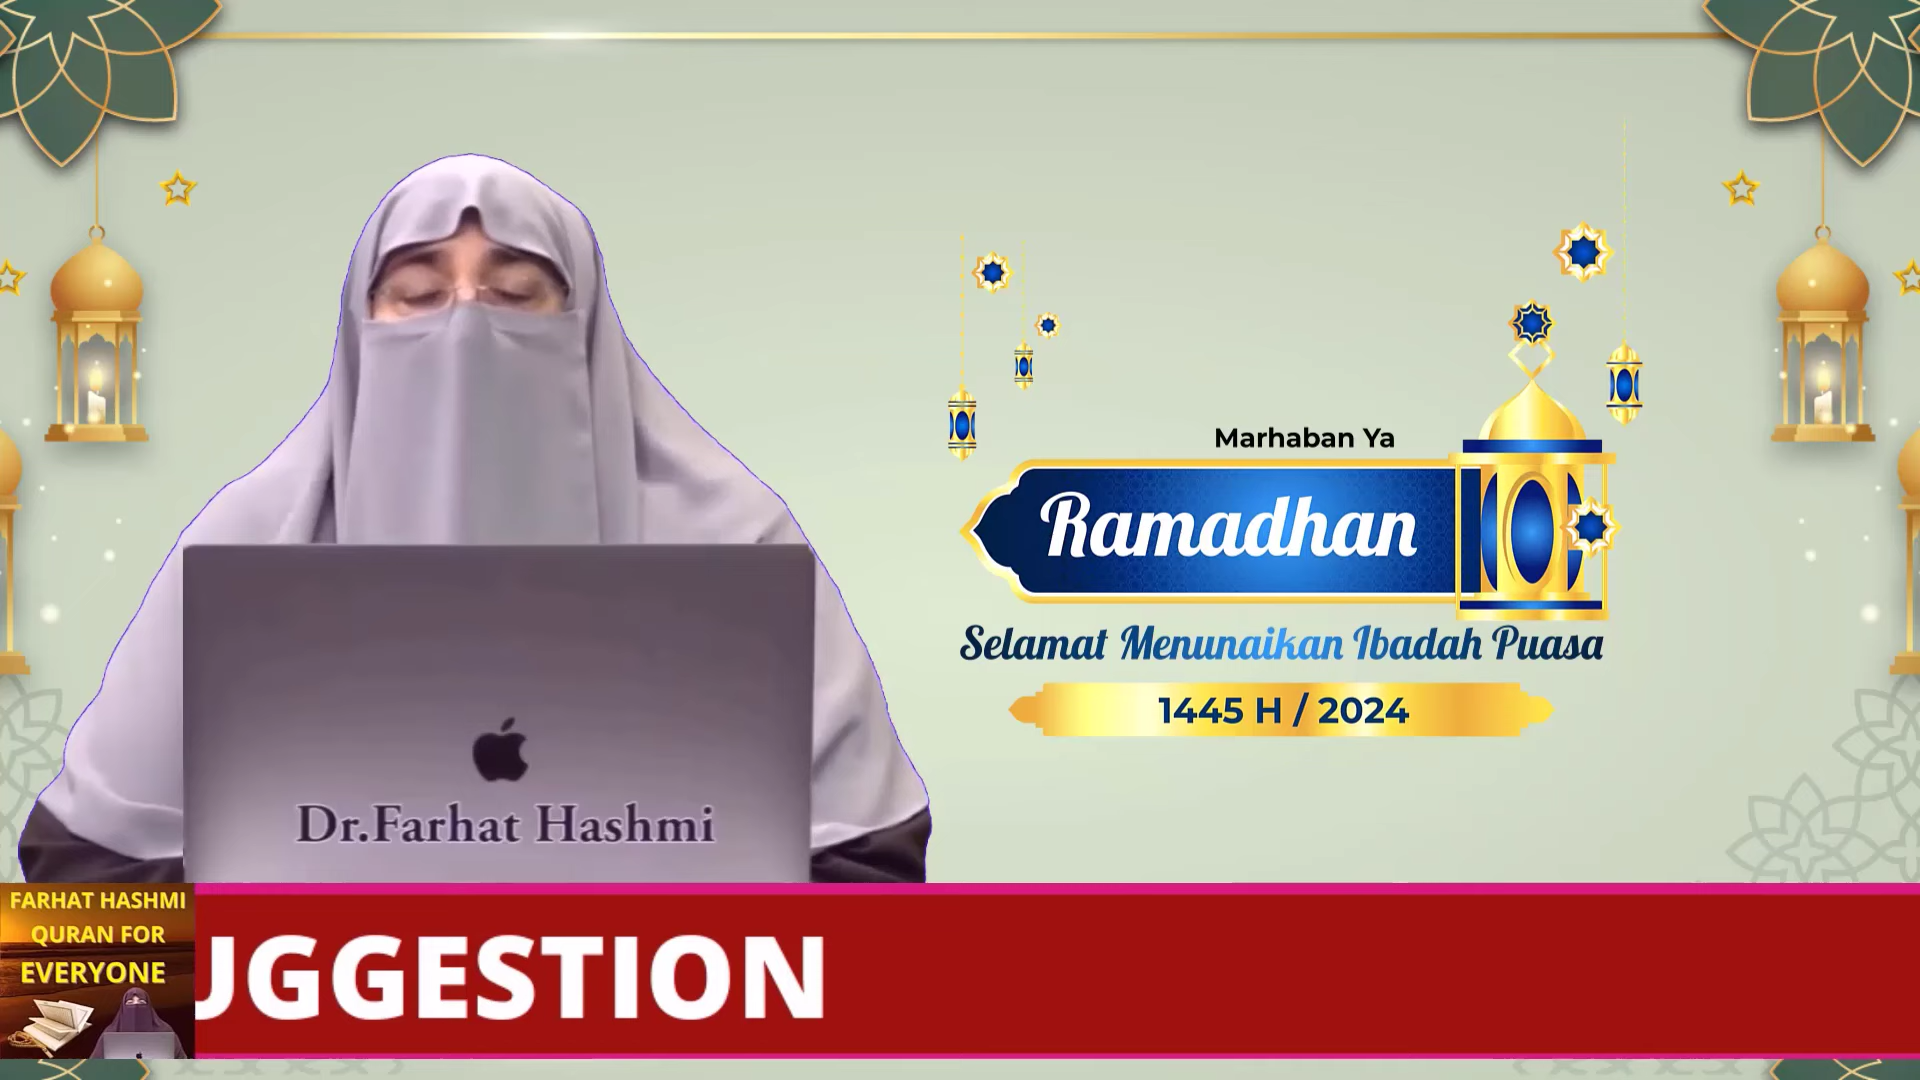 Marhaban Ya
Ramadhan
Selamat Menunaikan Ibadah Puasa
1445 H / 2024
Dr.Farhat Hashmi
FARHAT HASHMI
QURAN FOR
EVERYONE
UGGESTION